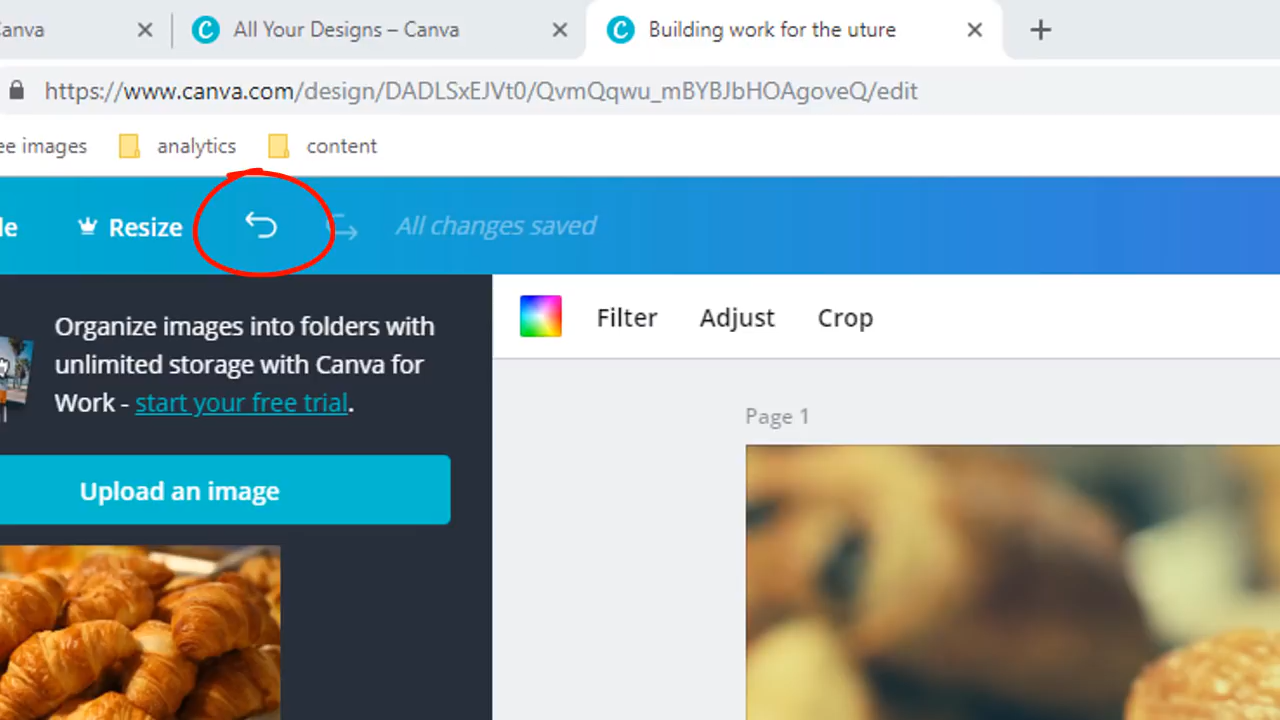 Canva
All Your Designs – Canva
Building work for the uture
https://www.canva.com/design/DADLSxEJVt0/QvmQqwu_mBYBJbHOAgoveQ/edit
ee images
analytics
content
le
Resize
All changes saved
Organize images into folders with
unlimited storage with Canva for
Work - start your free trial.
Upload an image
Filter
Adjust
Crop
Page 1